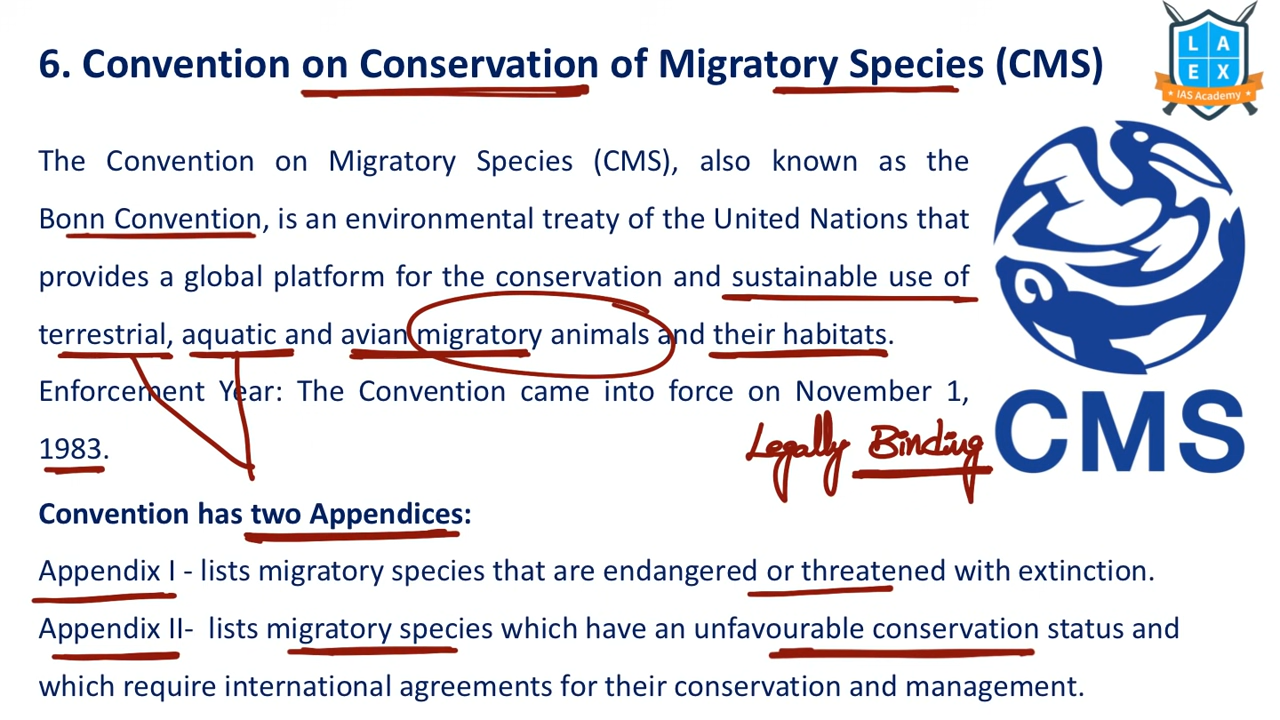 6. Convention on Conservation of Migratory Species (CMS)
L A
E X
IAS Academy
The Convention on Migratory Species (CMS), also known as the
Bonn Convention, is an environmental treaty of the United Nations that
provides a global platform for the conservation and sustainable use of
terrestrial, aquatic and avian migratory animals and their habitats.
Enforcement Year: The Convention came into force on November 1,
1983.
Legally Binding
CMS
Convention has two Appendices:
Appendix I - lists migratory species that are endangered or threatened with extinction.
Appendix II- lists migratory species which have an unfavourable conservation status and
which require international agreements for their conservation and management.